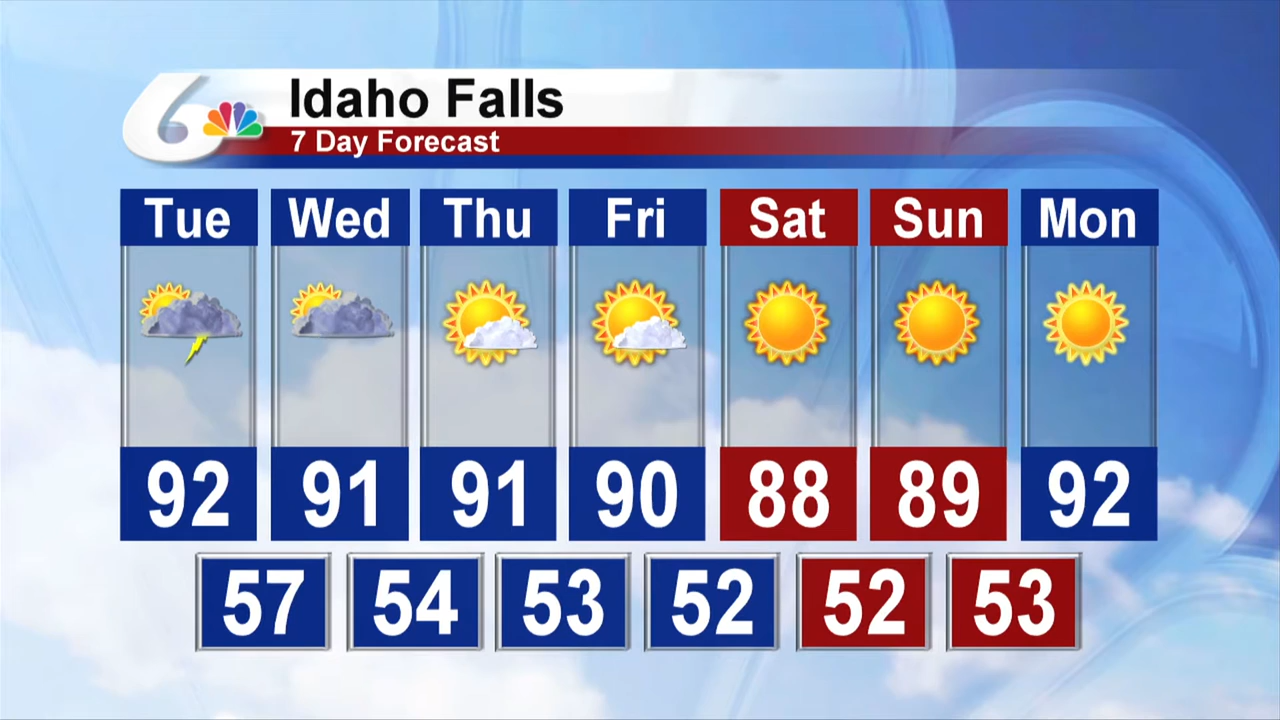 6
Idaho Falls
7 Day Forecast
Tue Wed Thu Fri Sat Sun Mon
92 91 91 90 88 89 92
57 54 53 52 52 53